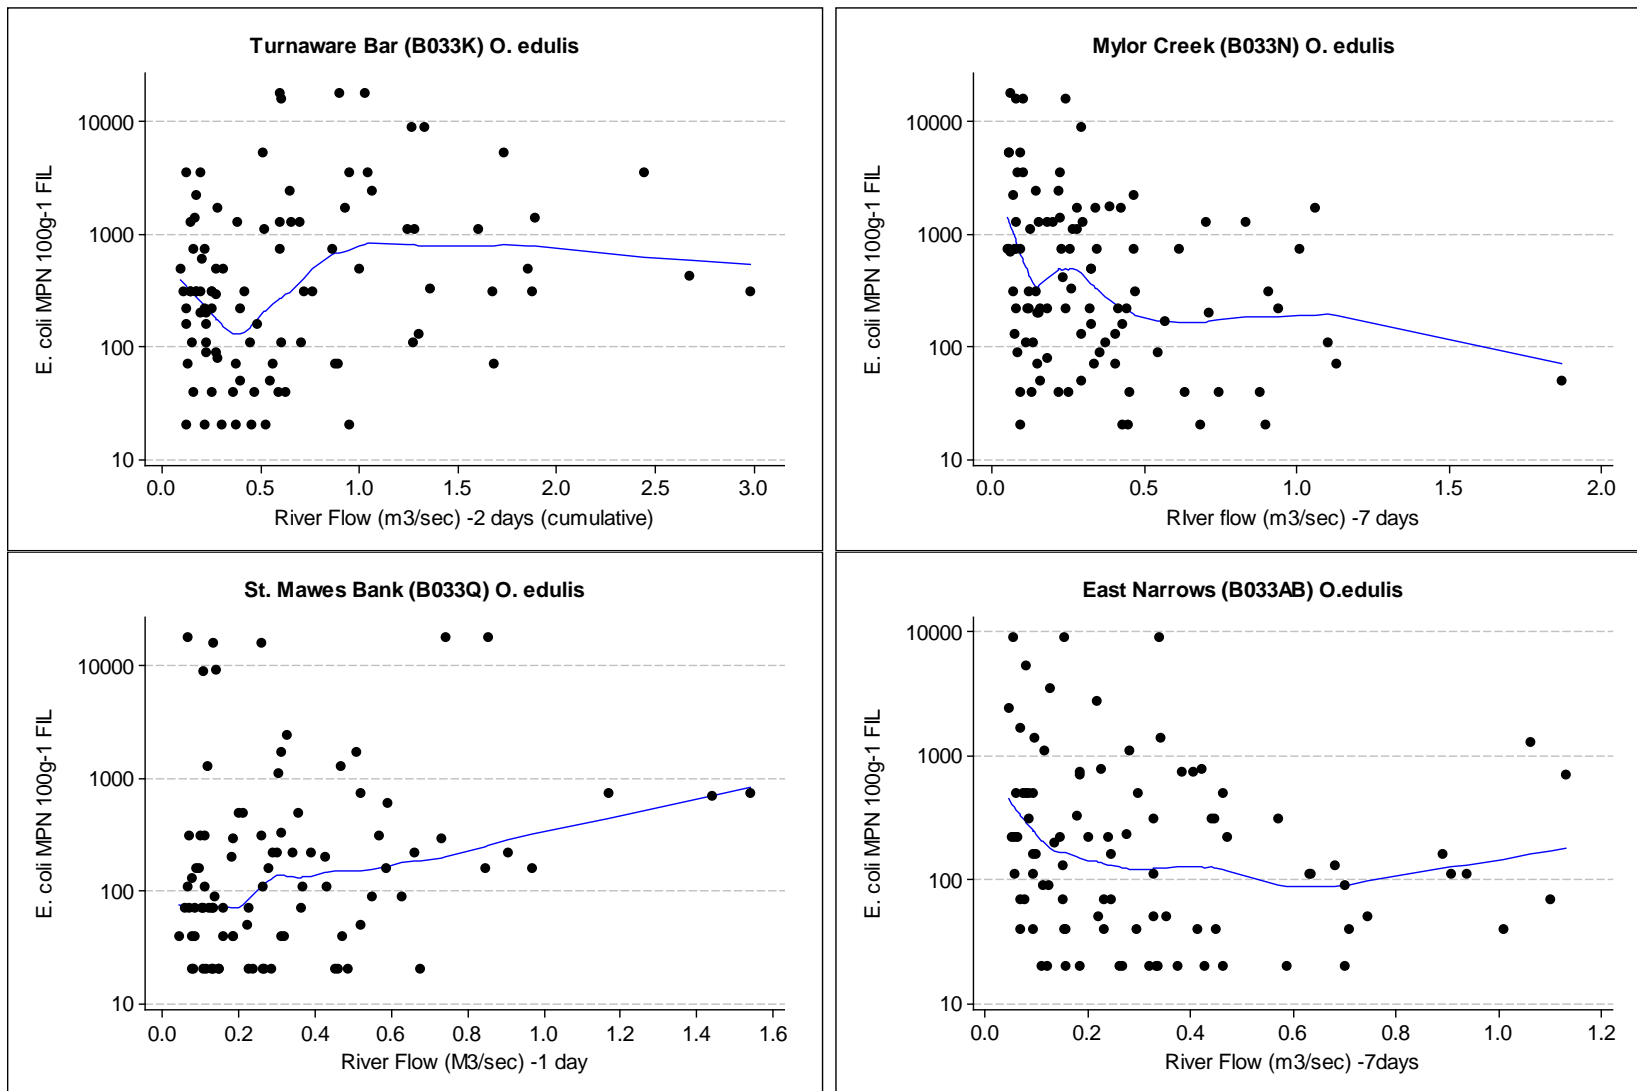 Turnaware Bar (B033K) O. edulis
E. coli MPN 100g-1 FIL
10000
1000
100
10
0.0 0.5 1.0 1.5 2.0 2.5 3.0
River Flow (m3/sec) -2 days (cumulative)
Mylor Creek (B033N) O. edulis
E. coli MPN 100g-1 FIL
10000
1000
100
10
0.0 0.5 1.0 1.5 2.0
RIver flow (m3/sec) -7 days
St. Mawes Bank (B033Q) O. edulis
E. coli MPN 100g-1 FIL
10000
1000
100
10
0.0 0.2 0.4 0.6 0.8 1.0 1.2 1.4 1.6
River Flow (M3/sec) -1 day
East Narrows (B033AB) O.edulis
E. coli MPN 100g-1 FIL
10000
1000
100
10
0.0 0.2 0.4 0.6 0.8 1.0 1.2
River Flow (m3/sec) -7days